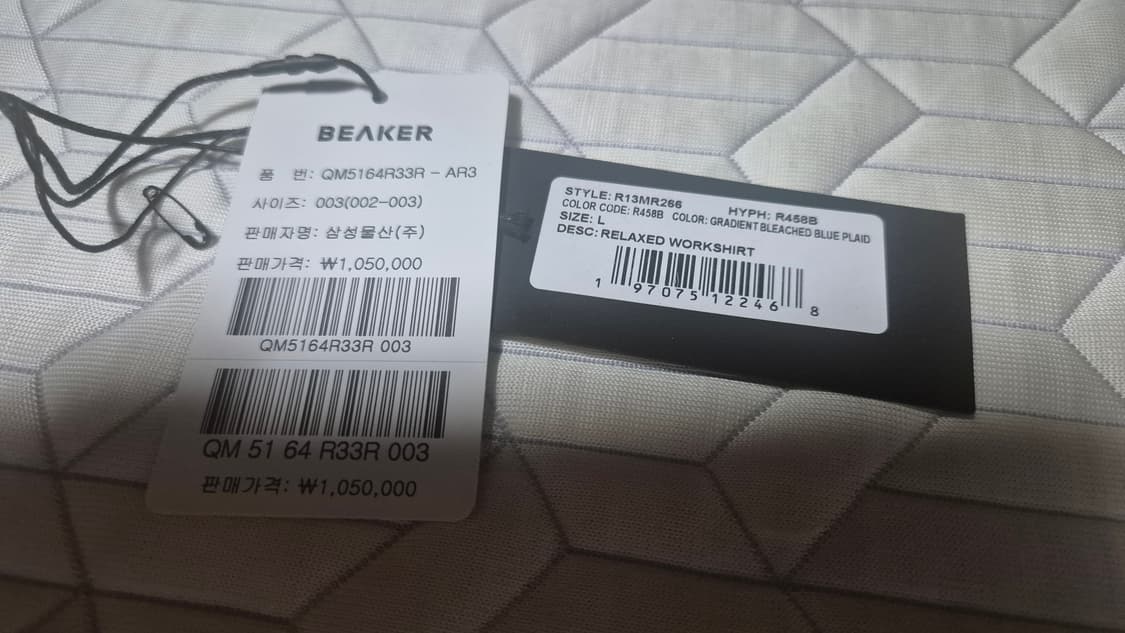 BEAKER
품 번: QM5164R33R - AR3
사이즈: 003(002-003)
판매자명: 삼성물산(주)
판매가격: ₩1,050,000
QM5164R33R 003
QM 51 64 R33R 003
판매가격: ₩1,050,000
STYLE: R13MR266 HYPH: R458B
COLOR CODE: R458B COLOR: GRADIENT BLEACHED BLUE PLAID
SIZE: L
DESC: RELAXED WORKSHIRT
1 97075 12246 8